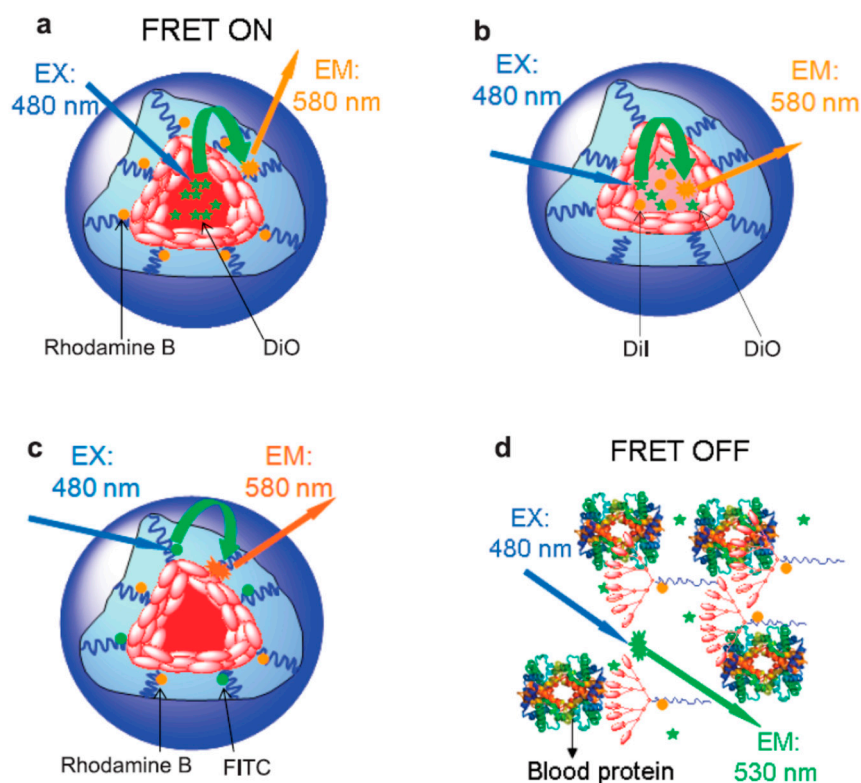 a
FRET ON
EX:
480 nm
EM:
580 nm
Rhodamine B
DiO
b
EX:
480 nm
EM:
580 nm
DiI
DiO
c
EX:
480 nm
EM:
580 nm
Rhodamine B
FITC
d
FRET OFF
EX:
480 nm
Blood protein
EM:
530 nm